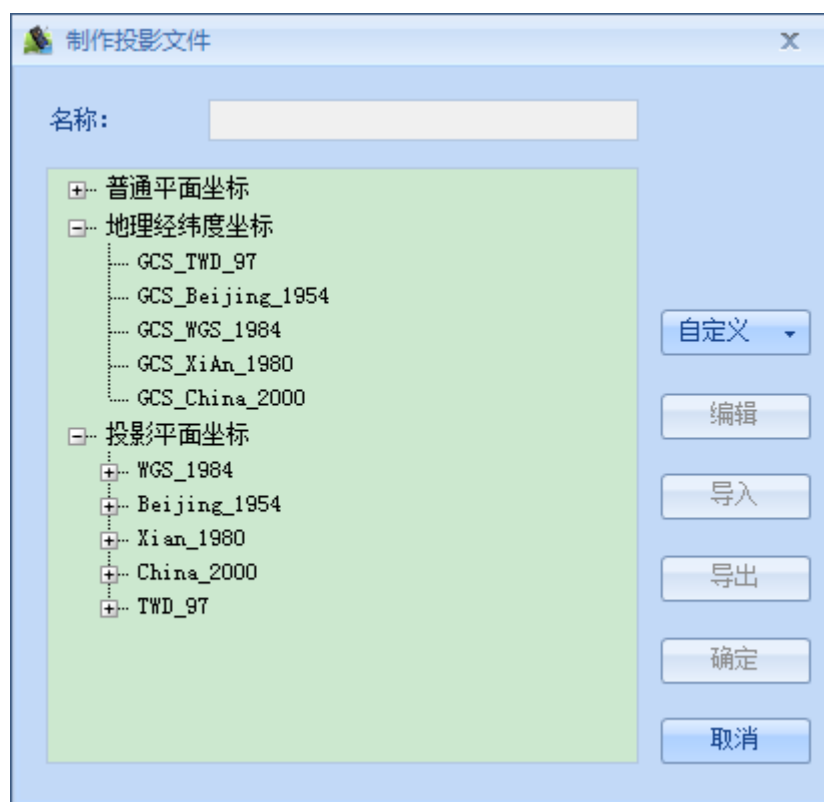 制作投影文件
名称:
普通平面坐标
地理经纬度坐标
GCS_TWD_97
GCS_Beijing_1954
GCS_WGS_1984
GCS_XiAn_1980
GCS_China_2000
投影平面坐标
WGS_1984
Beijing_1954
Xian_1980
China_2000
TWD_97
自定义
编辑
导入
导出
确定
取消